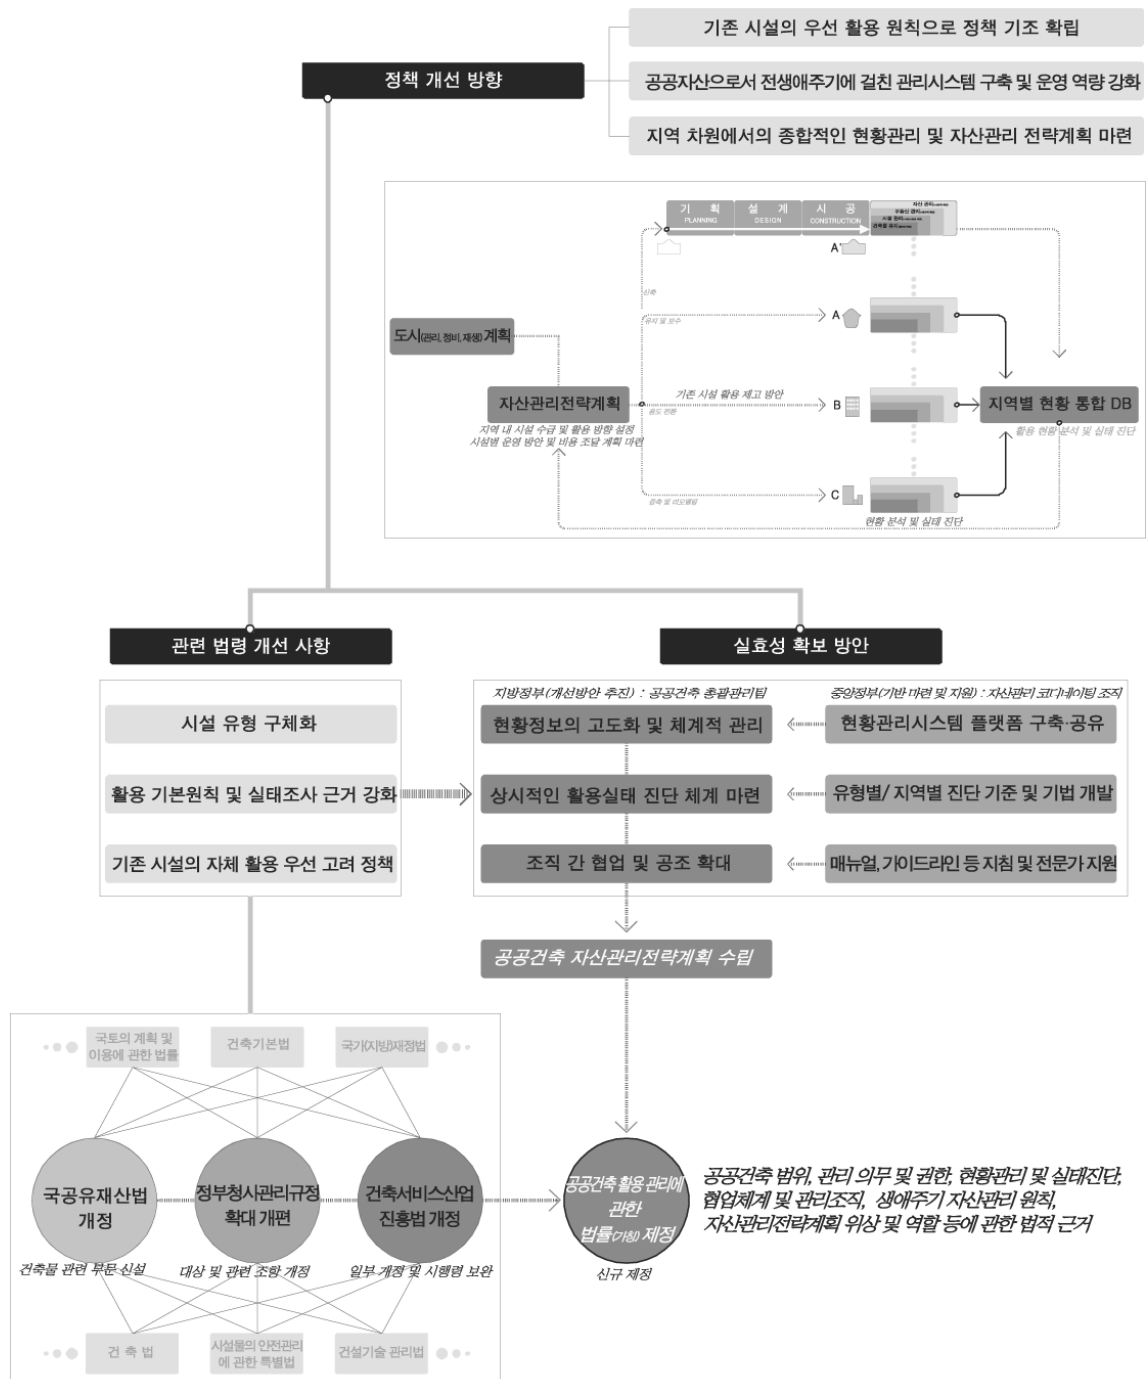 기존 시설의 우선 활용 원칙으로 정책 기조 확립
정책 개선 방향
공공자산으로서 전생애주기에 걸친 관리시스템 구축 및 운영 역량 강화
지역 차원에서의 종합적인 현황관리 및 자산관리 전략계획 마련
기 획
PLANNING
설 계
DESIGN
시 공
CONSTRUCTION
자산 관리
부동산 관리
시설 관리
건축물 유지
A'
신축
유지 및 보수
A
도시(관리, 정비, 재생) 계획
자산관리전략계획
기존 시설 활용 제고 방안
용도 전환
B
지역별 현황 통합 DB
지역 내 시설 수급 및 활용 방향 설정
시설별 운영 방안 및 비용 조달 계획 마련
활용 현황 분석 및 실태 진단
증축 및 리모델링
C
현황 분석 및 실태 진단
관련 법령 개선 사항
실효성 확보 방안
지방정부(개선방안 추진) : 공공건축 총괄관리팀
중앙정부(기반 마련 및 지원) : 자산관리 코디네이팅 조직
시설 유형 구체화
현황정보의 고도화 및 체계적 관리
현황관리시스템 플랫폼 구축·공유
활용 기본원칙 및 실태조사 근거 강화
상시적인 활용실태 진단 체계 마련
유형별/ 지역별 진단 기준 및 기법 개발
기존 시설의 자체 활용 우선 고려 정책
조직 간 협업 및 공조 확대
매뉴얼, 가이드라인 등 지침 및 전문가 지원
공공건축 자산관리전략계획 수립
국토의 계획 및
이용에 관한 법률
건축기본법
국가(지방)재정법
국공유재산법
개정
정부청사관리규정
확대 개편
건축서비스산업
진흥법 개정
공공건축 활용 관리에
관한
법률(가칭) 제정
공공건축 범위, 관리 의무 및 권한, 현황관리 및 실태진단,
협업체계 및 관리조직, 생애주기 자산관리 원칙,
자산관리전략계획 위상 및 역할 등에 관한 법적 근거
건축물 관련 부문 신설
대상 및 관련 조항 개정
일부 개정 및 시행령 보완
신규 제정
건 축 법
시설물의 안전관리
에 관한 특별법
건설기술 관리법